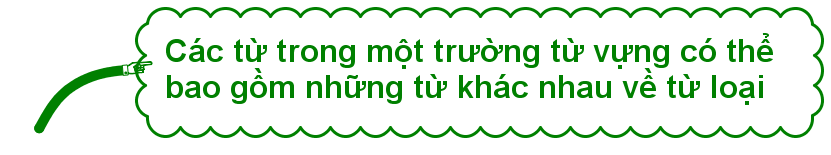 Các từ trong một trường từ vựng có thể
bao gồm những từ khác nhau về từ loại